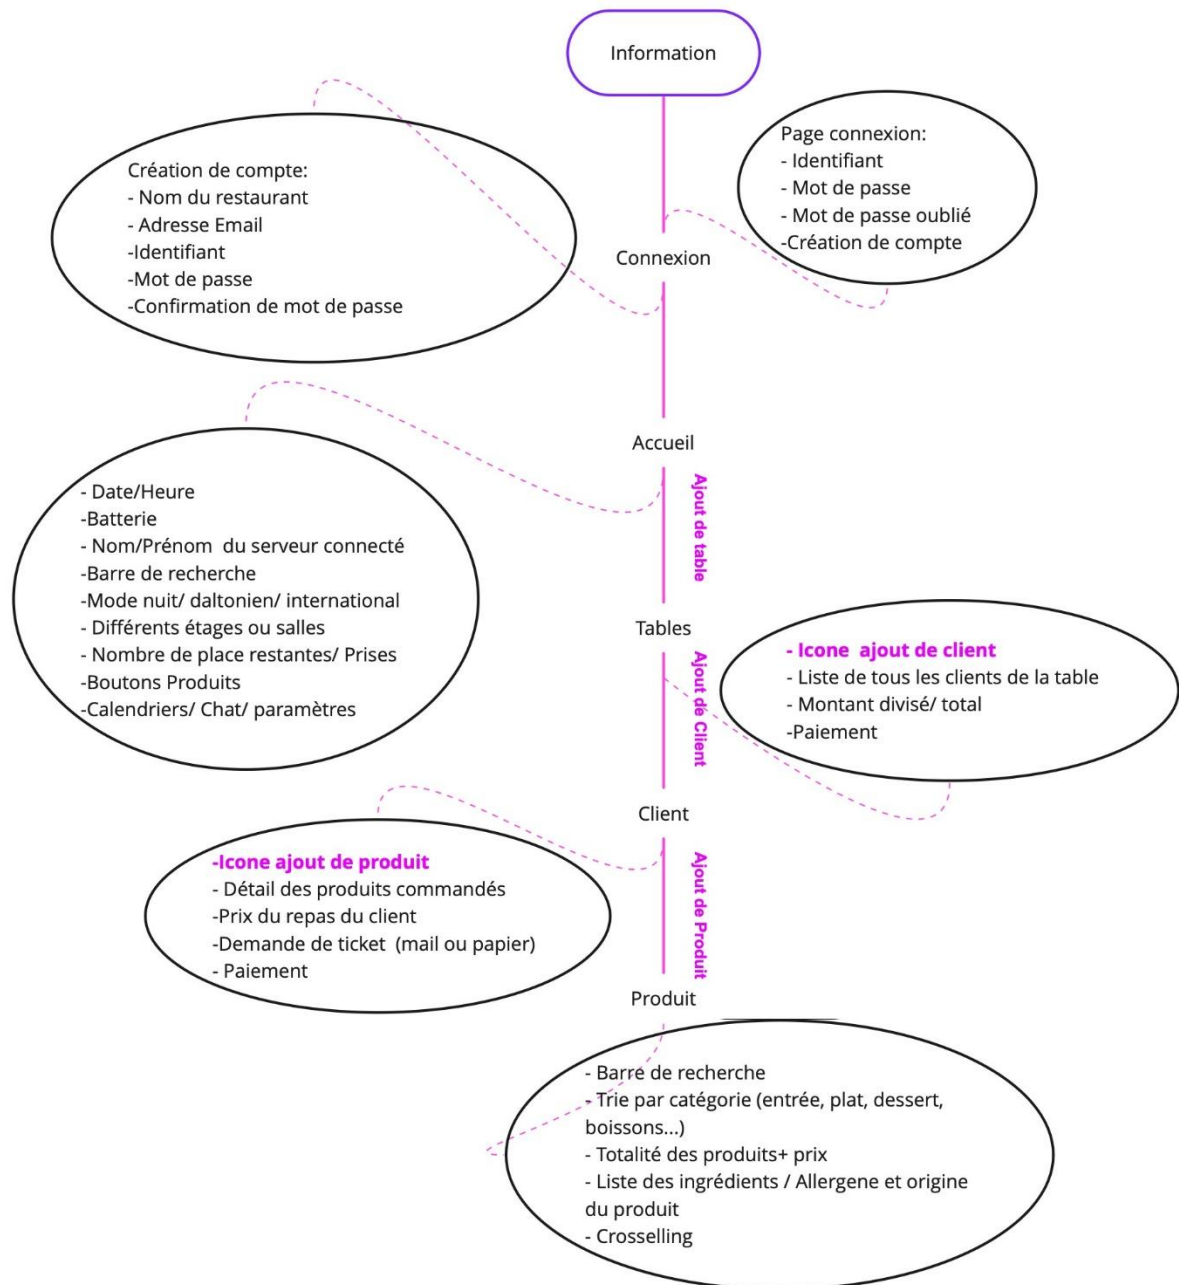 Information
Création de compte:
- Nom du restaurant
- Adresse Email
-Identifiant
-Mot de passe
-Confirmation de mot de passe
Page connexion:
- Identifiant
- Mot de passe
- Mot de passe oublié
-Création de compte
Connexion
Accueil
Ajout de table
- Date/Heure
-Batterie
- Nom/Prénom  du serveur connecté
-Barre de recherche
-Mode nuit/ daltonien/ international
- Différents étages ou salles
- Nombre de place restantes/ Prises
-Boutons Produits
-Calendriers/ Chat/ paramètres
Tables
Ajout de Client
- Icone  ajout de client
- Liste de tous les clients de la table
- Montant divisé/ total
-Paiement
Client
Ajout de Produit
-Icone ajout de produit
- Détail des produits commandés
-Prix du repas du client
-Demande de ticket  (mail ou papier)
- Paiement
Produit
- Barre de recherche
- Trie par catégorie (entrée, plat, dessert,
boissons...)
- Totalité des produits+ prix
- Liste des ingrédients / Allergene et origine
du produit
- Crosselling